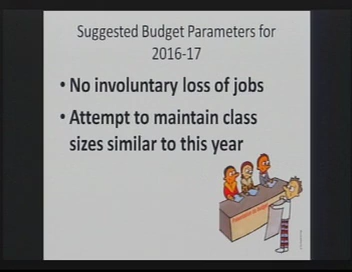 Suggested Budget Parameters for
2016-17
• No involuntary loss of jobs
• Attempt to maintain class
sizes similar to this year